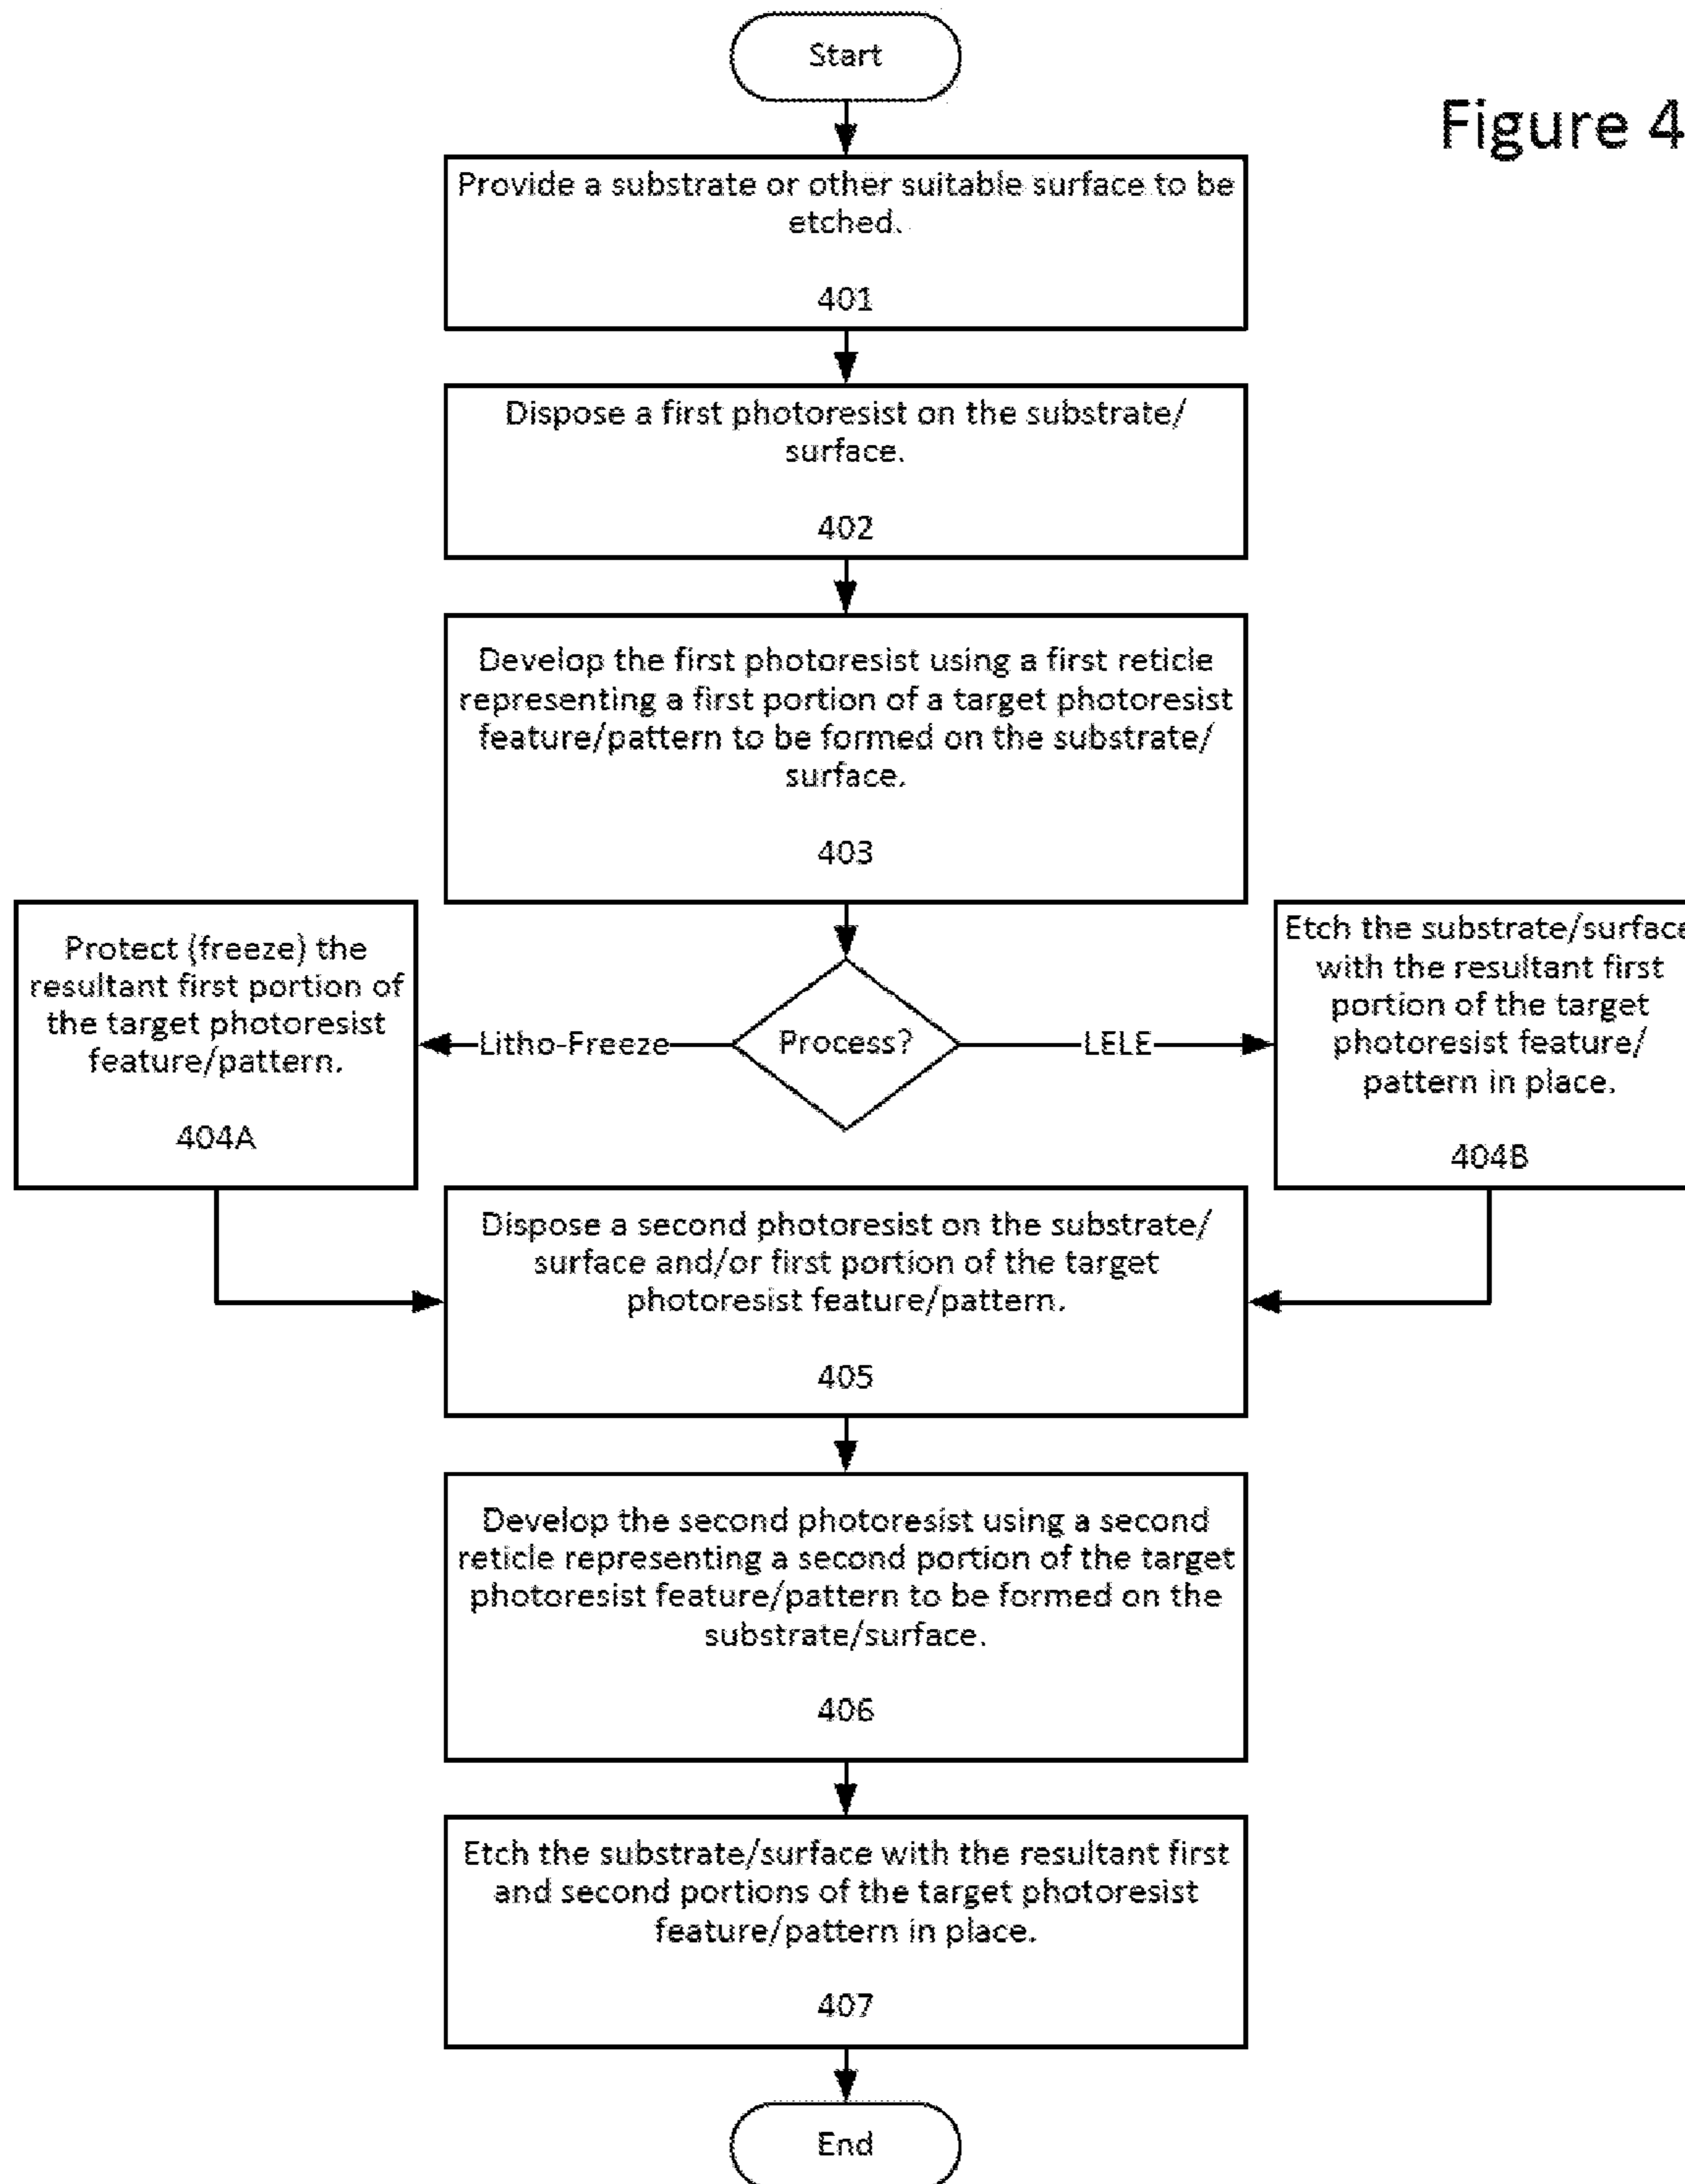 Start
Figure 4
Provide a substrate or other suitable surface to be
etched.
401
Dispose a first photoresist on the substrate/
surface.
402
Develop the first photoresist using a first reticle
representing a first portion of a target photoresist
feature/pattern to be formed on the substrate/
surface.
403
Protect (freeze) the
resultant first portion of
the target photoresist
feature/pattern.
404A
Litho-Freeze
Process?
LELE
Etch the substrate/surface
with the resultant first
portion of the target
photoresist feature/
pattern in place.
404B
Dispose a second photoresist on the substrate/
surface and/or first portion of the target
photoresist feature/pattern.
405
Develop the second photoresist using a second
reticle representing a second portion of the target
photoresist feature/pattern to be formed on the
substrate/surface.
406
Etch the substrate/surface with the resultant first
and second portions of the target photoresist
feature/pattern in place.
407
End